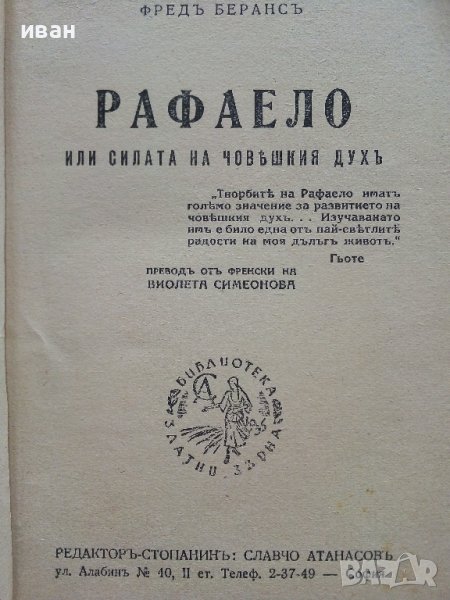 иван
ФРЕДЪ БЕРАНСЪ
РАФАЕЛО
ИЛИ СИЛАТА НА ЧОВѢШКИЯ ДУХЪ
„Творбитѣ на Рафаело иматъ
голѣмо значение за развитието на
човѣшкия духъ... Изучаването
имъ е било една отъ най-свѣтлитѣ
радости на моя дълъгъ животъ.“
Гьоте
ПРЕВОДЪ ОТЪ ФРЕНСКИ НА
ВИОЛЕТА СИМЕОНОВА
БИБЛИОТЕКА
ЗЛАТНИ ЗЪРНА
1935
РЕДАКТОРЪ-СТОПАНИНЪ: СЛАВЧО АТАНАСОВЪ
ул. Алабинъ № 40, II ет. Телеф. 2-37-49 — София
BAZAR